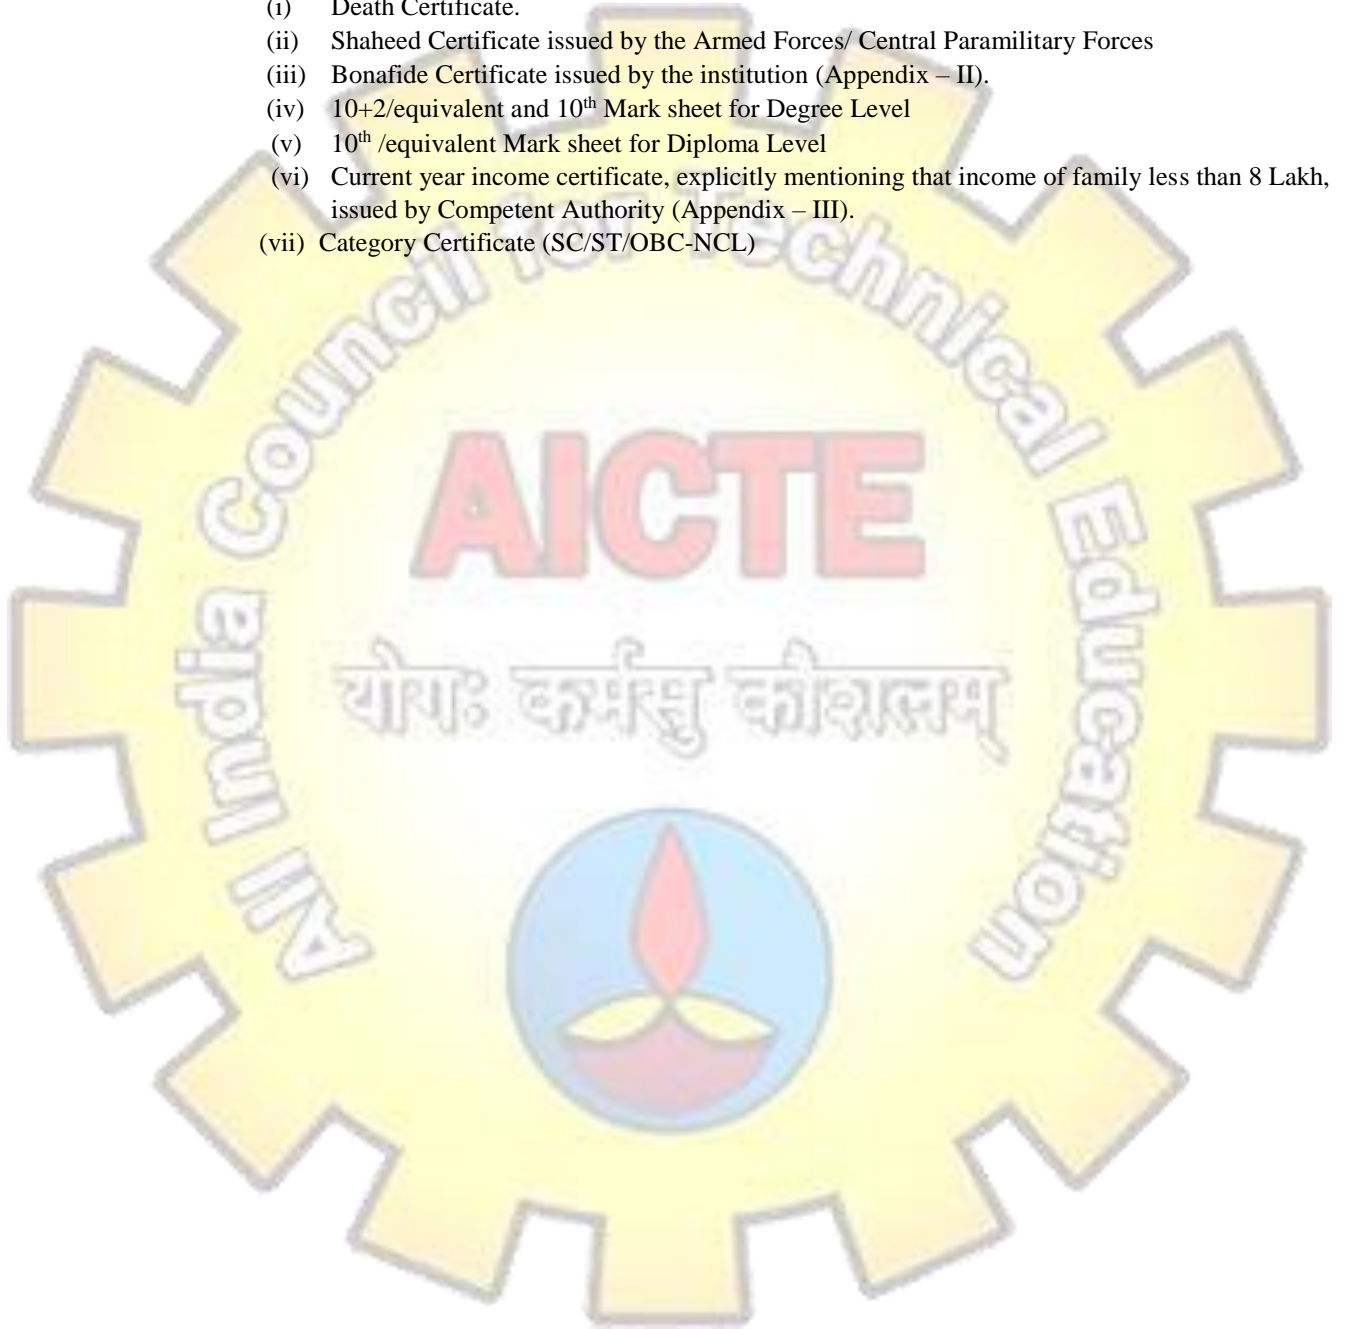 (i) Death Certificate.
(ii) Shaheed Certificate issued by the Armed Forces/ Central Paramilitary Forces
(iii) Bonafide Certificate issued by the institution (Appendix – II).
(iv) 10+2/equivalent and 10th Mark sheet for Degree Level
(v) 10th /equivalent Mark sheet for Diploma Level
(vi) Current year income certificate, explicitly mentioning that income of family less than 8 Lakh,
issued by Competent Authority (Appendix – III).
(vii) Category Certificate (SC/ST/OBC-NCL)
All India Council for Technical Education
AICTE
योगः कर्मसु कौशलम्